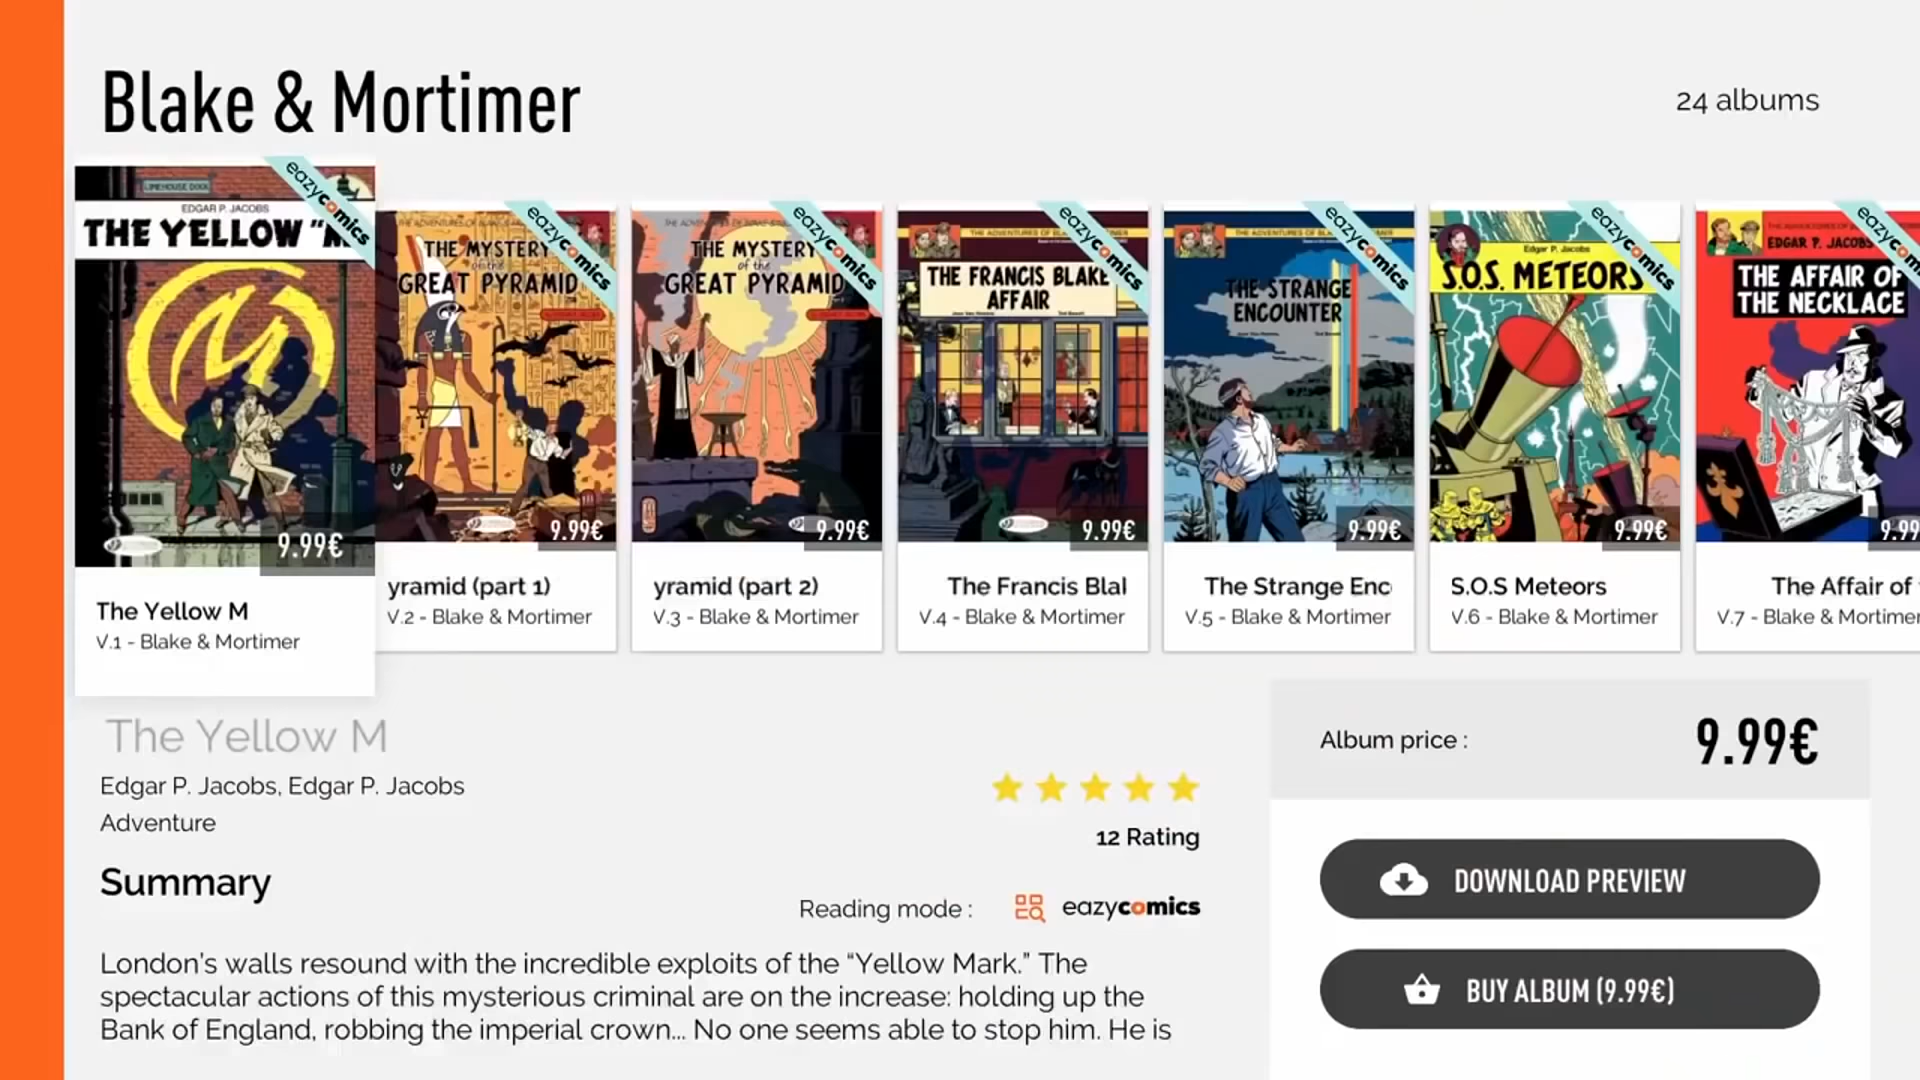 Blake & Mortimer
24 albums
LIMEHOUSE DOCK
EDGAR P. JACOBS
THE YELLOW "M
eazycomics
9.99€
The Yellow M
V.1 - Blake & Mortimer
THE MYSTERY
of the
GREAT PYRAMID
eazycomics
9.99€
yramid (part 1)
V.2 - Blake & Mortimer
THE MYSTERY
of the
GREAT PYRAMID
eazycomics
9.99€
yramid (part 2)
V.3 - Blake & Mortimer
THE FRANCIS BLAKE
AFFAIR
eazycomics
9.99€
The Francis Blal
V.4 - Blake & Mortimer
THE STRANGE
ENCOUNTER
eazycomics
9.99€
The Strange Enc
V.5 - Blake & Mortimer
Edgar P. Jacobs
S.O.S. METEORS
eazycomics
9.99€
S.O.S Meteors
V.6 - Blake & Mortimer
EDGAR P. JACOBS
THE AFFAIR OF
THE NECKLACE
eazycom
9.99
The Affair of
V.7 - Blake & Mortimer
The Yellow M
Edgar P. Jacobs, Edgar P. Jacobs
Adventure
12 Rating
Summary
Reading mode :
eazycomics
London's walls resound with the incredible exploits of the “Yellow Mark.” The
spectacular actions of this mysterious criminal are on the increase: holding up the
Bank of England, robbing the imperial crown... No one seems able to stop him. He is
Album price :
9.99€
DOWNLOAD PREVIEW
BUY ALBUM (9.99€)